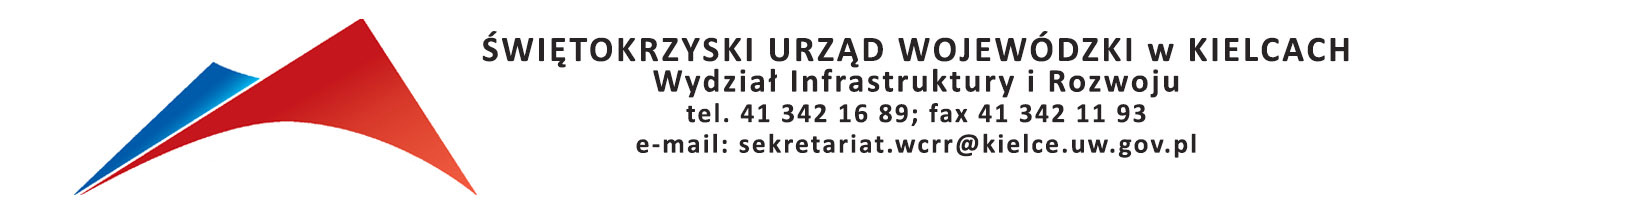 ŚWIĘTOKRZYSKI URZĄD WOJEWÓDZKI w KIELCACH
Wydział Infrastruktury i Rozwoju
tel. 41 342 16 89; fax 41 342 11 93
e-mail: sekretariat.wcrr@kielce.uw.gov.pl